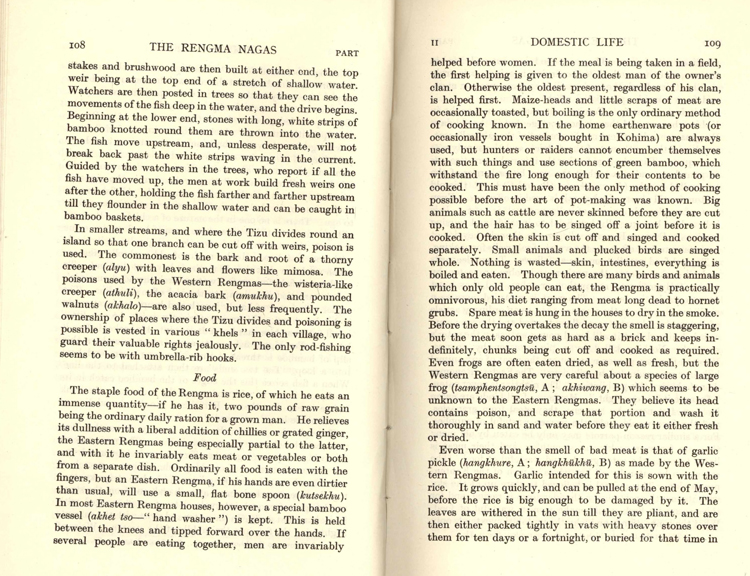 108 THE RENGMA NAGAS PART
stakes and brushwood are then built at either end, the top
weir being at the top end of a stretch of shallow water.
Watchers are then posted in trees so that they can see the
movements of the fish deep in the water, and the drive begins.
Beginning at the lower end, stones with long, white strips of
bamboo knotted round them are thrown into the water.
The fish move upstream, and, unless desperate, will not
break back past the white strips waving in the current.
Guided by the watchers in the trees, who report if all the
fish have moved up, the men at work build fresh weirs one
after the other, holding the fish farther and farther upstream
till they flounder in the shallow water and can be caught in
bamboo baskets.
In smaller streams, and where the Tizu divides round an
island so that one branch can be cut off with weirs, poison is
used. The commonest is the bark and root of a thorny
creeper (alyu) with leaves and flowers like mimosa. The
poisons used by the Western Rengmas—the wisteria-like
creeper (athuli), the acacia bark (amukhu), and pounded
walnuts (akhalo)—are also used, but less frequently. The
ownership of places where the Tizu divides and poisoning is
possible is vested in various " khels " in each village, who
guard their valuable rights jealously. The only rod-fishing
seems to be with umbrella-rib hooks.
Food
The staple food of the Rengma is rice, of which he eats an
immense quantity—if he has it, two pounds of raw grain
being the ordinary daily ration for a grown man. He relieves
its dullness with a liberal addition of chillies or grated ginger,
the Eastern Rengmas being especially partial to the latter,
and with it he invariably eats meat or vegetables or both
from a separate dish. Ordinarily all food is eaten with the
fingers, but an Eastern Rengma, if his hands are even dirtier
than usual, will use a small, flat bone spoon (kutsekhu).
In most Eastern Rengma houses, however, a special bamboo
vessel (akhet tso—" hand washer ") is kept. This is held
between the knees and tipped forward over the hands. If
several people are eating together, men are invariably
II DOMESTIC LIFE 109
helped before women. If the meal is being taken in a field,
the first helping is given to the oldest man of the owner's
clan. Otherwise the oldest present, regardless of his clan,
is helped first. Maize-heads and little scraps of meat are
occasionally toasted, but boiling is the only ordinary method
of cooking known. In the home earthenware pots (or
occasionally iron vessels bought in Kohima) are always
used, but hunters or raiders cannot encumber themselves
with such things and use sections of green bamboo, which
withstand the fire long enough for their contents to be
cooked. This must have been the only method of cooking
possible before the art of pot-making was known. Big
animals such as cattle are never skinned before they are cut
up, and the hair has to be singed off a joint before it is
cooked. Often the skin is cut off and singed and cooked
separately. Small animals and plucked birds are singed
whole. Nothing is wasted—skin, intestines, everything is
boiled and eaten. Though there are many birds and animals
which only old people can eat, the Rengma is practically
omnivorous, his diet ranging from meat long dead to hornet
grubs. Spare meat is hung in the houses to dry in the smoke.
Before the drying overtakes the decay the smell is staggering,
but the meat soon gets as hard as a brick and keeps in-
definitely, chunks being cut off and cooked as required.
Even frogs are often eaten dried, as well as fresh, but the
Western Rengmas are very careful about a species of large
frog (tsamphentsongtsü, A ; akhiwang, B) which seems to be
unknown to the Eastern Rengmas. They believe its head
contains poison, and scrape that portion and wash it
thoroughly in sand and water before they eat it either fresh
or dried.
Even worse than the smell of bad meat is that of garlic
pickle (hangkhure, A ; hangkhükhü, B) as made by the Wes-
tern Rengmas. Garlic intended for this is sown with the
rice. It grows quickly, and can be pulled at the end of May,
before the rice is big enough to be damaged by it. The
leaves are withered in the sun till they are pliant, and are
then either packed tightly in vats with heavy stones over
them for ten days or a fortnight, or buried for that time in